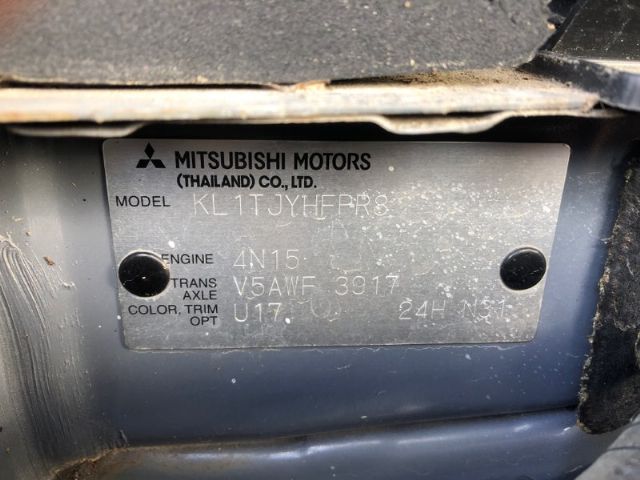 MITSUBISHI MOTORS
(THAILAND) CO., LTD.
MODEL KL1TJYHFPR8
ENGINE 4N15
TRANS AXLE V5AWF 3917
COLOR, TRIM OPT U17 24H N31